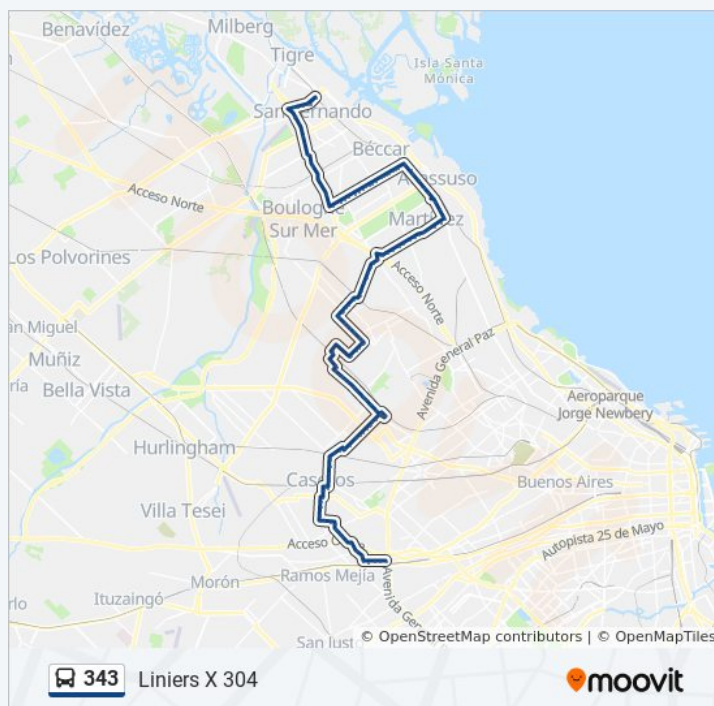 Benavídez
Milberg
Tigre
Isla Santa
Mónica
San Fernando
Béccar
Acassuso
Acceso Norte
Boulogne
Sur Mer
Martínez
Los Polvorines
Acceso Norte
San Miguel
Muñiz
Bella Vista
Avenida General Paz
Aeroparque
Jorge Newbery
Hurlingham
Caseros
Buenos Aires
Villa Tesei
Autopista 25 de Mayo
Acceso O
Ramos Mejía
Morón
Ituzaingó
Avenida Gen
San Justo
© OpenStreetMap contributors | © OpenMapTiles
343 Liniers X 304
moovit